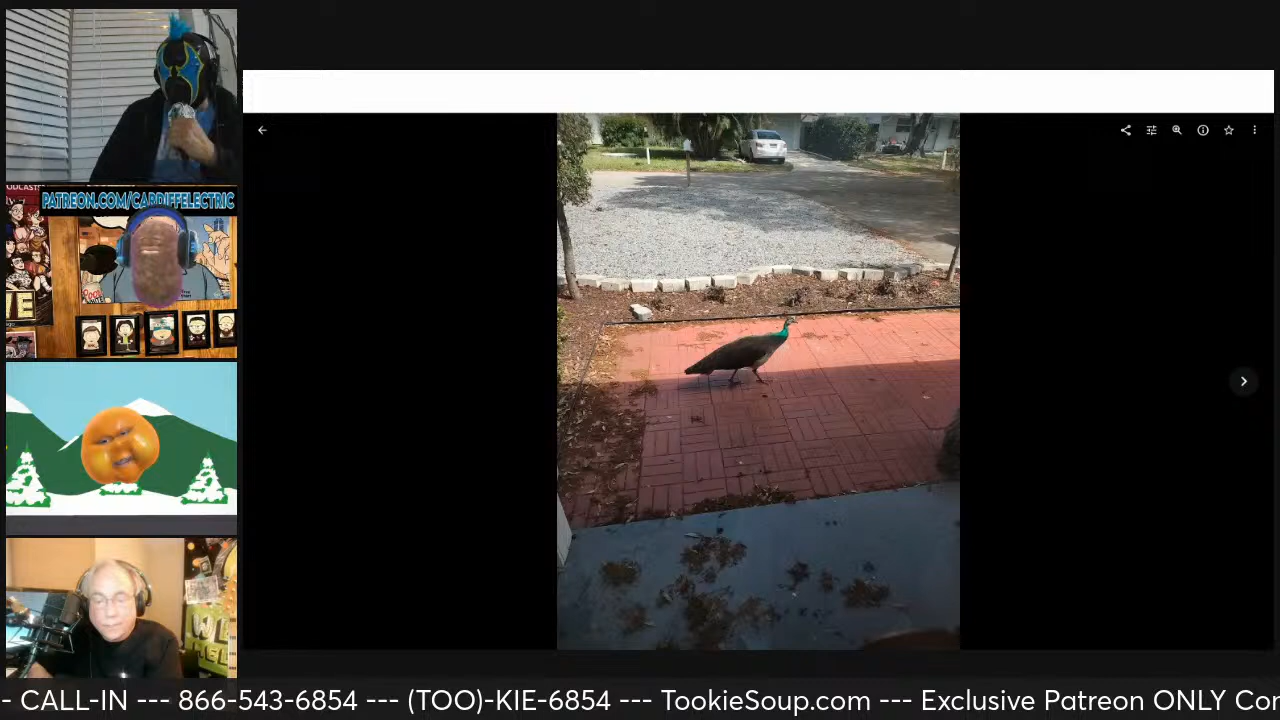 PATREON.COM/CARDIFFELECTRIC
- CALL-IN --- 866-543-6854 --- (TOO)-KIE-6854 --- TookieSoup.com --- Exclusive Patreon ONLY Cor